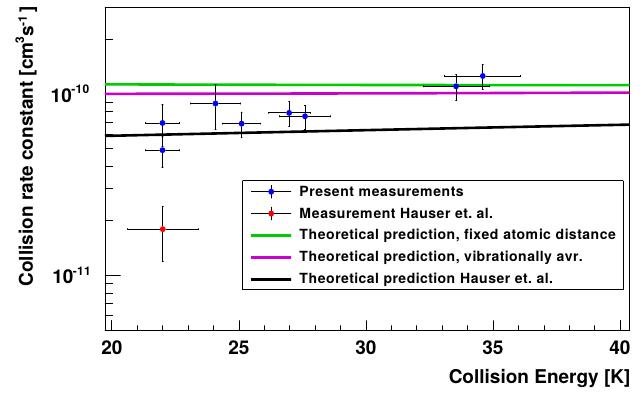 Collision rate constant [cm³s⁻¹]
10⁻¹⁰
10⁻¹¹
Present measurements
Measurement Hauser et. al.
Theoretical prediction, fixed atomic distance
Theoretical prediction, vibrationally avr.
Theoretical prediction Hauser et. al.
20 25 30 35 40
Collision Energy [K]